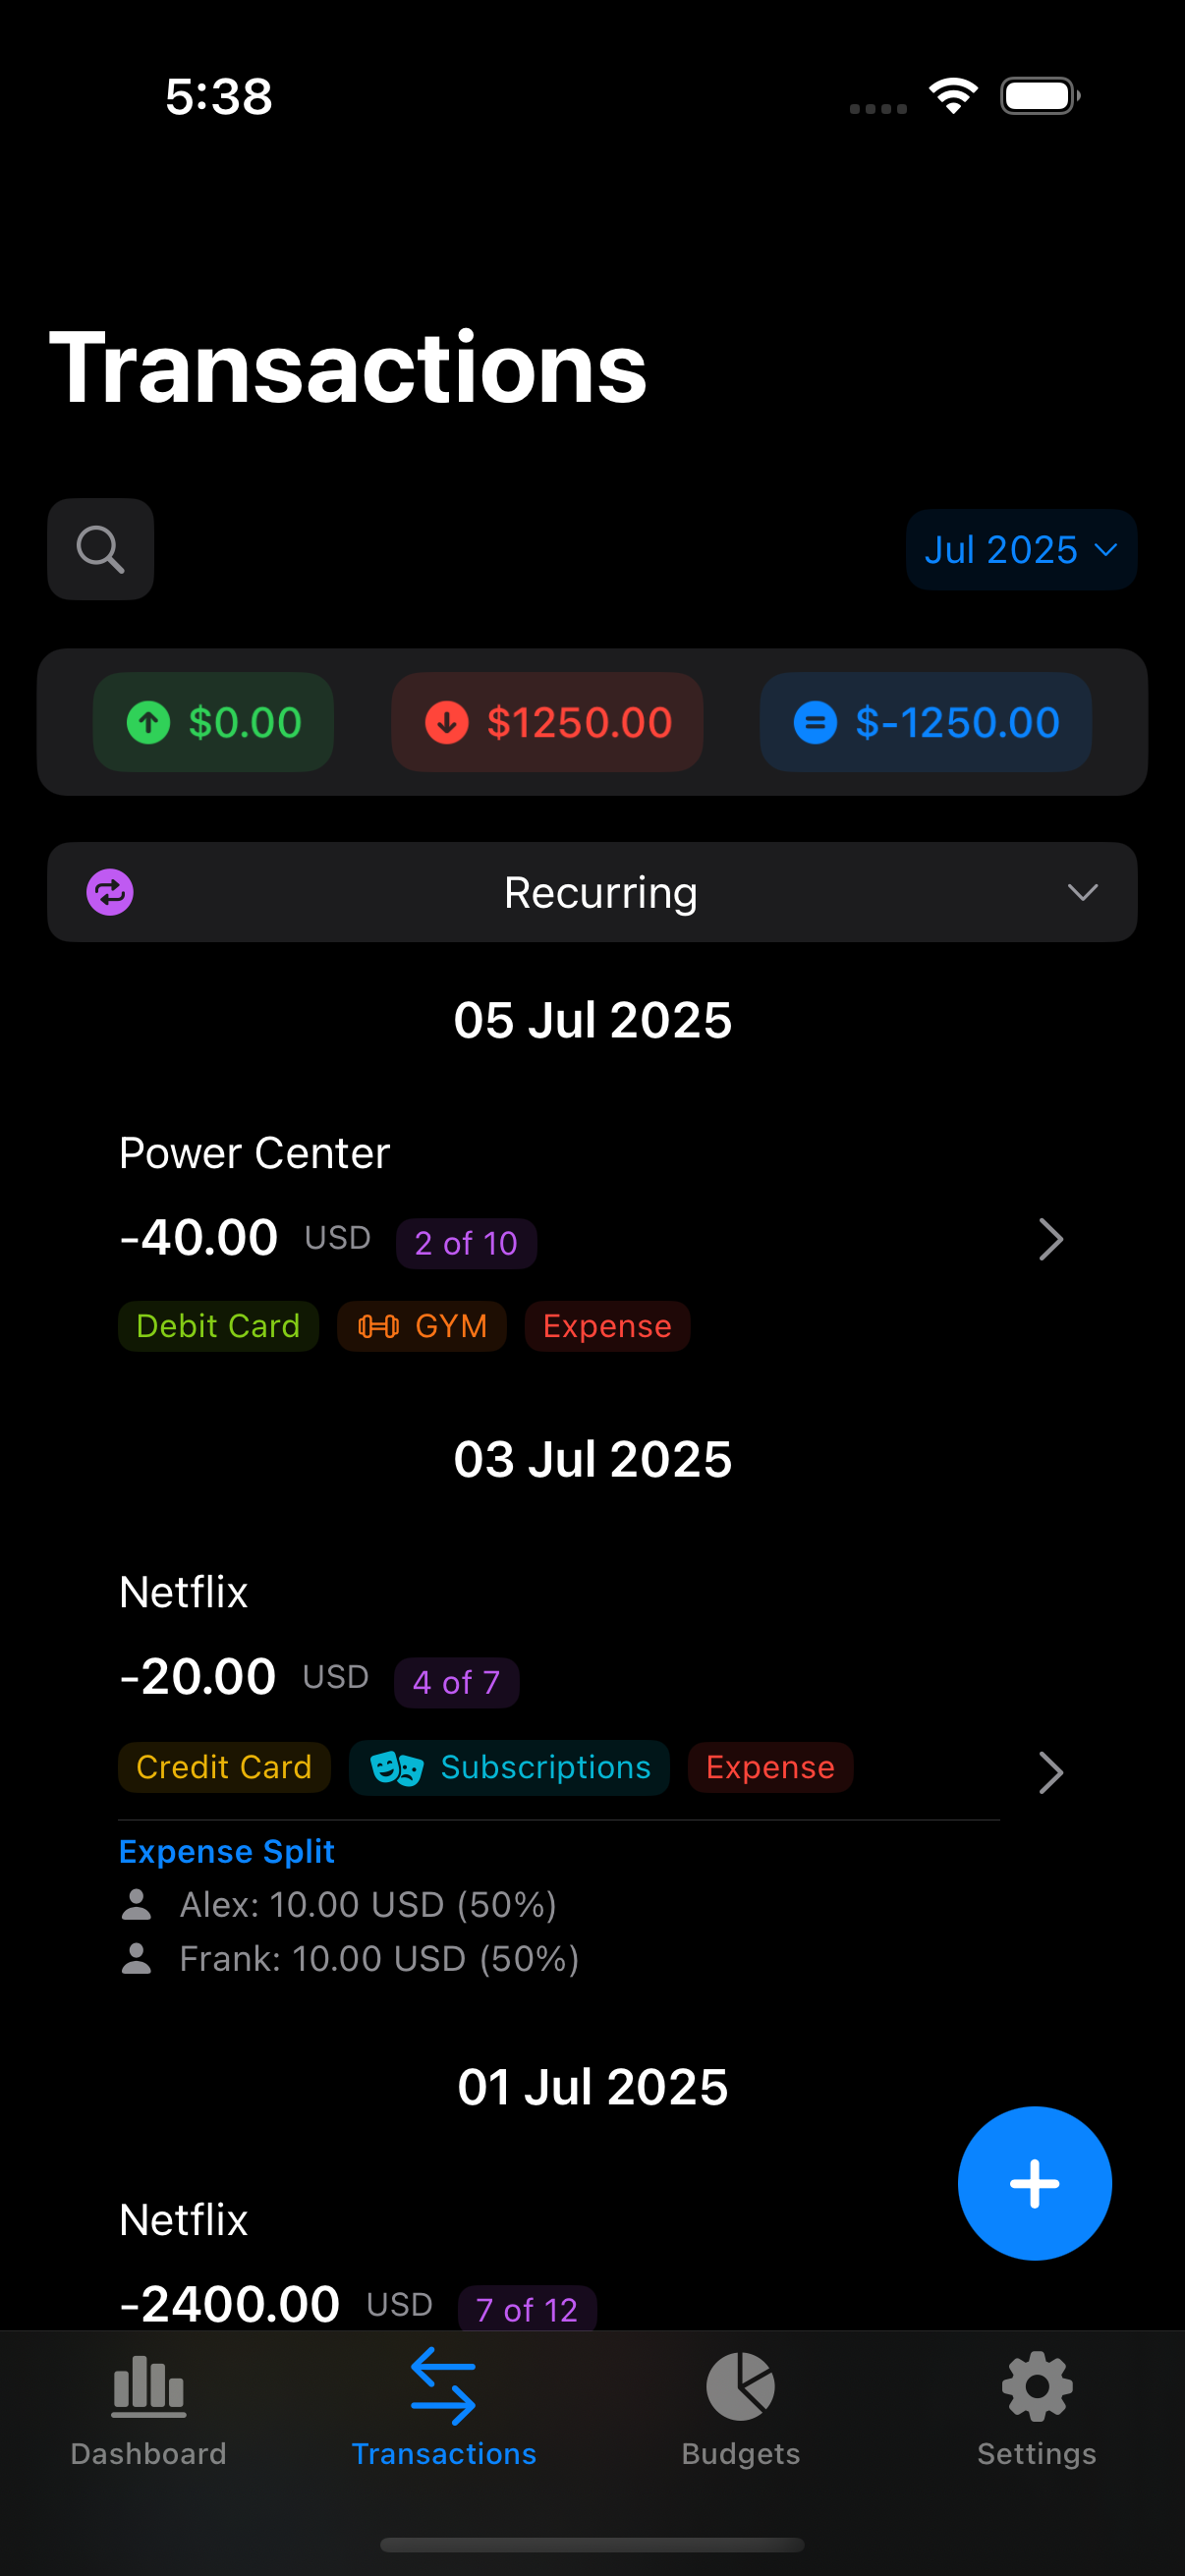 5:38
Transactions
Jul 2025
$0.00 $1250.00 $-1250.00
Recurring
05 Jul 2025
Power Center
-40.00 USD 2 of 10
Debit Card GYM Expense
03 Jul 2025
Netflix
-20.00 USD 4 of 7
Credit Card Subscriptions Expense
Expense Split
Alex: 10.00 USD (50%)
Frank: 10.00 USD (50%)
01 Jul 2025
Netflix
-2400.00 USD 7 of 12
Dashboard Transactions Budgets Settings